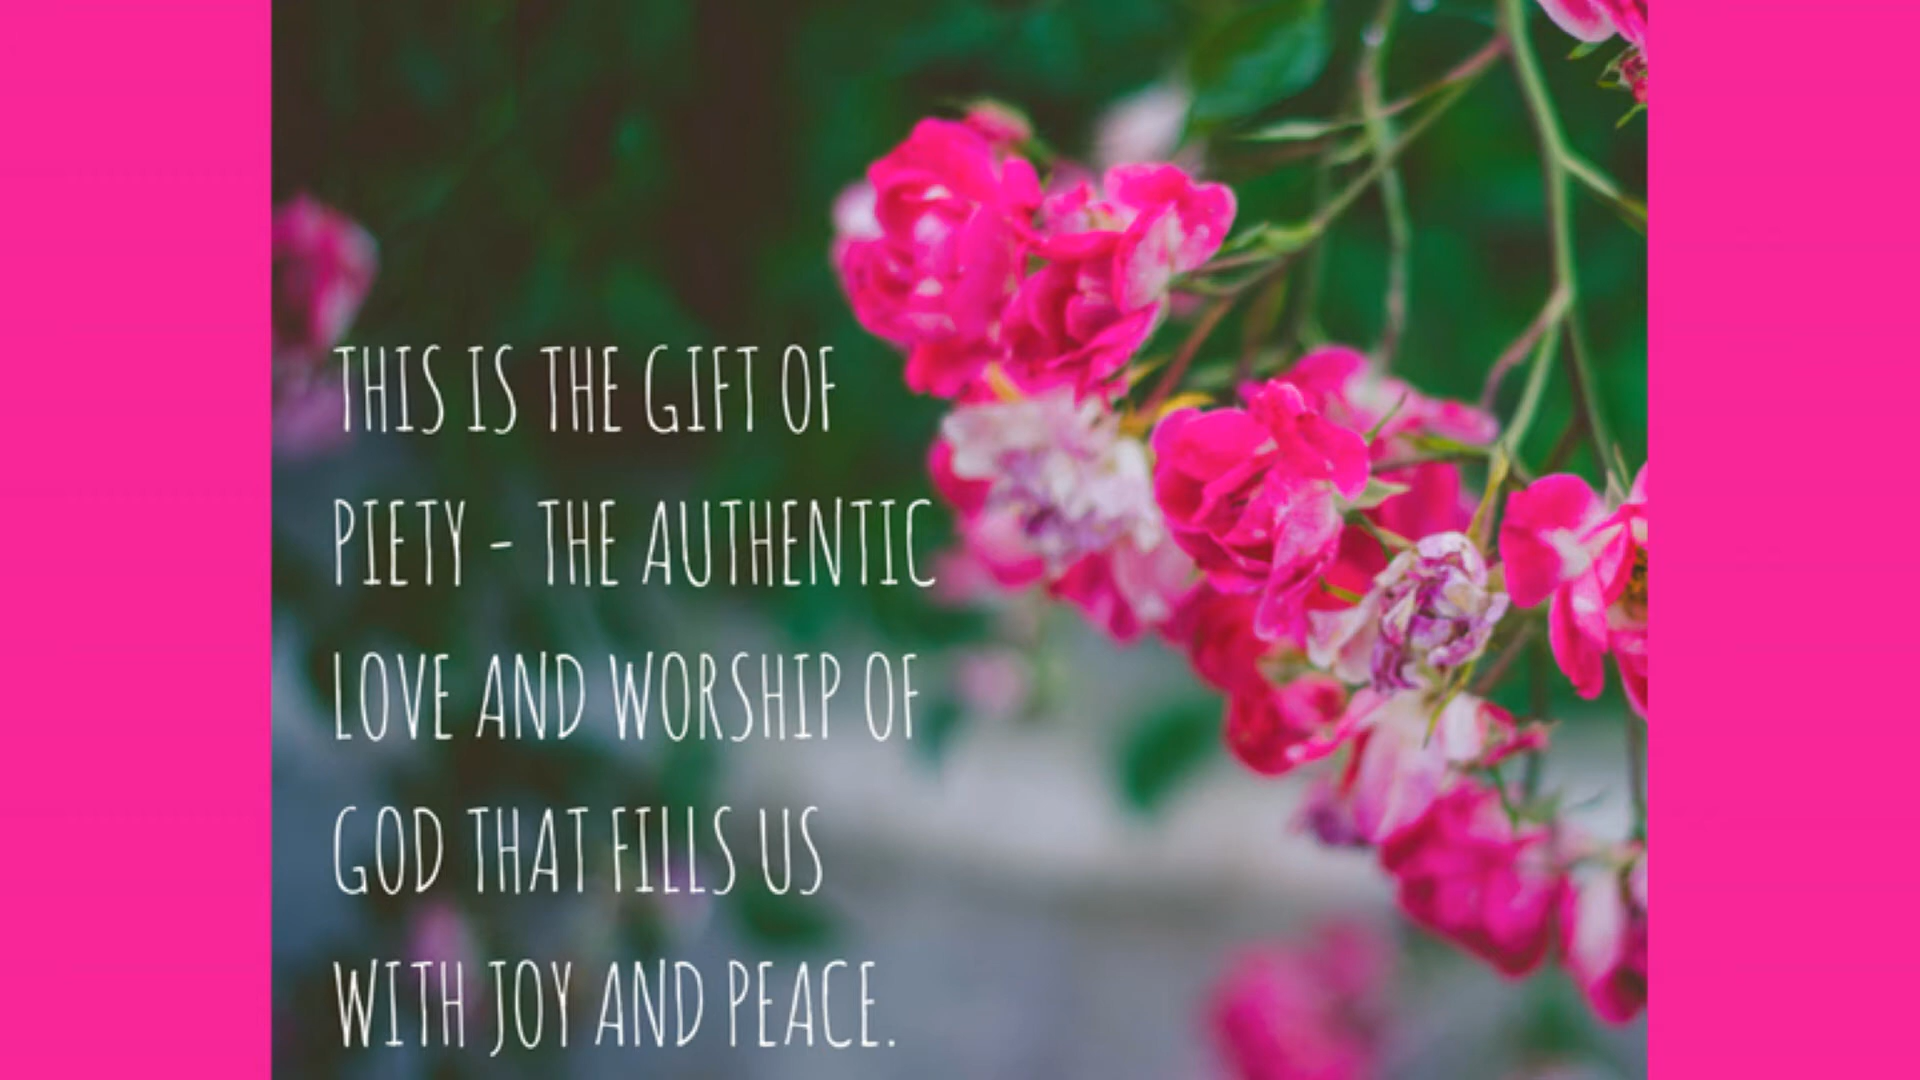 THIS IS THE GIFT OF
PIETY - THE AUTHENTIC
LOVE AND WORSHIP OF
GOD THAT FILLS US
WITH JOY AND PEACE.